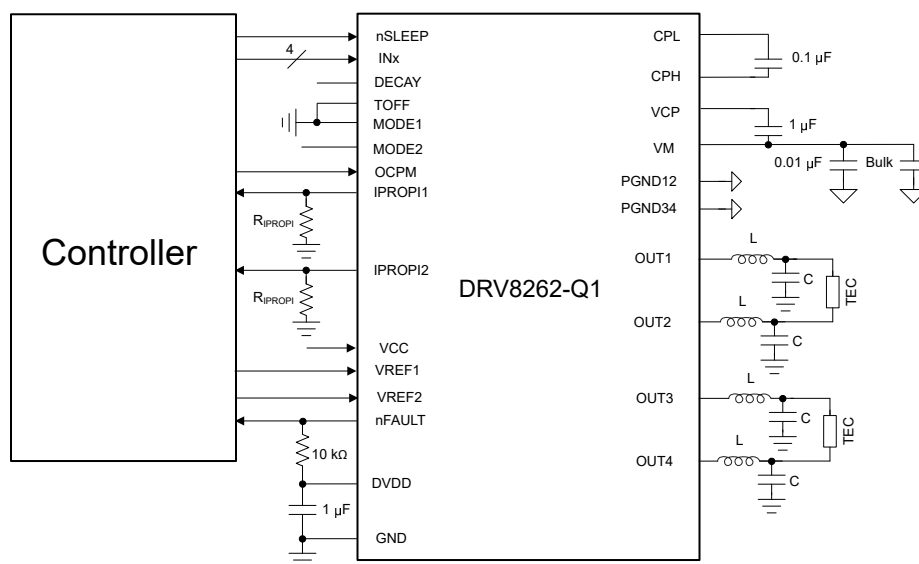 Controller
4
nSLEEP
INx
DECAY
TOFF
MODE1
MODE2
OCPM
IPROPI1
RIPROPI
IPROPI2
RIPROPI
VCC
VREF1
VREF2
nFAULT
10 kΩ
DVDD
1 µF
GND
DRV8262-Q1
CPL
0.1 µF
CPH
VCP
1 µF
VM
0.01 µF
Bulk
PGND12
PGND34
OUT1
L
C
TEC
OUT2
L
C
OUT3
L
C
TEC
OUT4
L
C